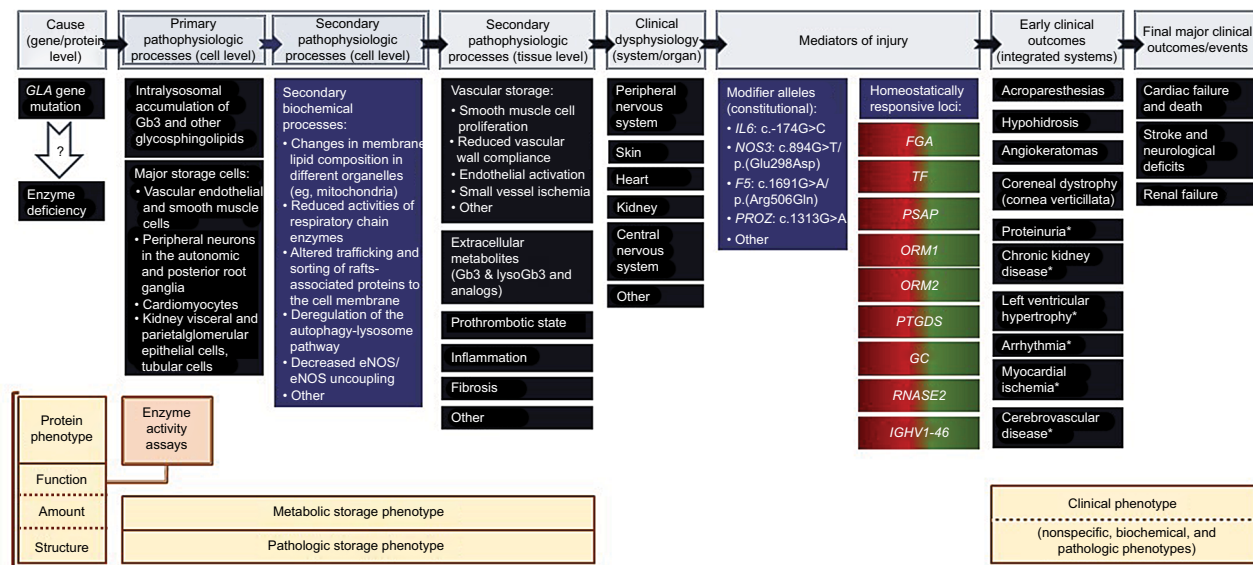 Cause
(gene/protein
level)
Primary
pathophysiologic
processes (cell level)
Secondary
pathophysiologic
processes (cell level)
Secondary
pathophysiologic
processes (tissue level)
Clinical
dysphysiology
(system/organ)
Mediators of injury
Early clinical
outcomes
(integrated systems)
Final major clinical
outcomes/events
GLA gene
mutation
?
Enzyme
deficiency
Intralysosomal
accumulation of
Gb3 and other
glycosphingolipids
Major storage cells:
• Vascular endothelial
and smooth muscle
cells
• Peripheral neurons
in the autonomic
and posterior root
ganglia
• Cardiomyocytes
• Kidney visceral and
parietalglomerular
epithelial cells,
tubular cells
Secondary
biochemical
processes:
• Changes in membrane
lipid composition in
different organelles
(eg, mitochondria)
• Reduced activities of
respiratory chain
enzymes
• Altered trafficking and
sorting of rafts-
associated proteins to
the cell membrane
• Deregulation of the
autophagy-lysosome
pathway
• Decreased eNOS/
eNOS uncoupling
• Other
Vascular storage:
• Smooth muscle cell
proliferation
• Reduced vascular
wall compliance
• Endothelial activation
• Small vessel ischemia
• Other
Extracellular
metabolites
(Gb3 & lysoGb3 and
analogs)
Prothrombotic state
Inflammation
Fibrosis
Other
Peripheral
nervous
system
Skin
Heart
Kidney
Central
nervous
system
Other
Modifier alleles
(constitutional):
• IL6: c.-174G>C
• NOS3: c.894G>T/
p.(Glu298Asp)
• F5: c.1691G>A/
p.(Arg506Gln)
• PROZ: c.1313G>A
• Other
Homeostatically
responsive loci:
FGA
TF
PSAP
ORM1
ORM2
PTGDS
GC
RNASE2
IGHV1-46
Acroparesthesias
Hypohidrosis
Angiokeratomas
Coreneal dystrophy
(cornea verticillata)
Proteinuria*
Chronic kidney
disease*
Left ventricular
hypertrophy*
Arrhythmia*
Myocardial
ischemia*
Cerebrovascular
disease*
Cardiac failure
and death
Stroke and
neurological
deficits
Renal failure
Protein
phenotype
Function
Amount
Structure
Enzyme
activity
assays
Metabolic storage phenotype
Pathologic storage phenotype
Clinical phenotype
(nonspecific, biochemical, and
pathologic phenotypes)